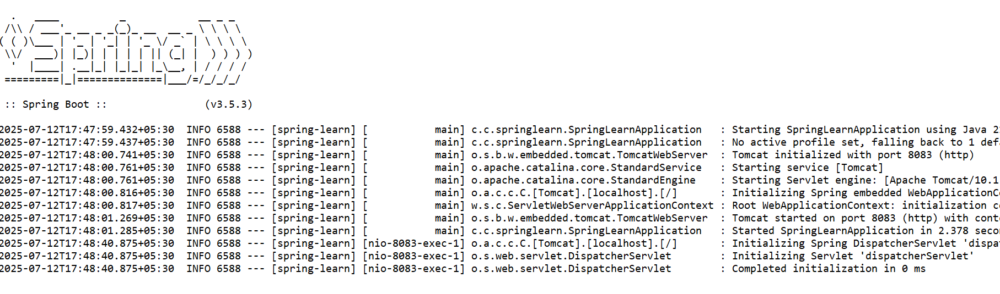 .   ____          _            __ _ _
 /\\ / ___'_ __ _ _(_)_ __  __ _ \ \ \ \
( ( )\___ | '_ | '_| | '_ \/ _` | \ \ \ \
 \\/  ___)| |_)| | | | | || (_| |  ) ) ) )
  '  |____| .__|_| |_|_| |_\__, | / / / /
 =========|_|==============|___/=/_/_/_/

 :: Spring Boot ::                (v3.5.3)

2025-07-12T17:47:59.432+05:30  INFO 6588 --- [spring-learn] [           main] c.c.springlearn.SpringLearnApplication   : Starting SpringLearnApplication using Java
2025-07-12T17:47:59.437+05:30  INFO 6588 --- [spring-learn] [           main] c.c.springlearn.SpringLearnApplication   : No active profile set, falling back to 1
2025-07-12T17:48:00.741+05:30  INFO 6588 --- [spring-learn] [           main] o.s.b.w.embedded.tomcat.TomcatWebServer  : Tomcat initialized with port 8083 (http)
2025-07-12T17:48:00.761+05:30  INFO 6588 --- [spring-learn] [           main] o.apache.catalina.core.StandardService   : Starting service [Tomcat]
2025-07-12T17:48:00.761+05:30  INFO 6588 --- [spring-learn] [           main] o.apache.catalina.core.StandardEngine    : Starting Servlet engine: [Apache Tomcat/10.1
2025-07-12T17:48:00.816+05:30  INFO 6588 --- [spring-learn] [           main] o.a.c.c.C.[Tomcat].[localhost].[/]       : Initializing Spring embedded
2025-07-12T17:48:00.817+05:30  INFO 6588 --- [spring-learn] [           main] w.s.c.ServletWebServerApplicationContext : Root WebApplicationContext: initialization
2025-07-12T17:48:01.269+05:30  INFO 6588 --- [spring-learn] [           main] o.s.b.w.embedded.tomcat.TomcatWebServer  : Tomcat started on port 8083 (http) with
2025-07-12T17:48:01.285+05:30  INFO 6588 --- [spring-learn] [           main] c.c.springlearn.SpringLearnApplication   : Started SpringLearnApplication in 2.378
2025-07-12T17:48:40.875+05:30  INFO 6588 --- [spring-learn] [nio-8083-exec-1] o.a.c.c.C.[Tomcat].[localhost].[/]       : Initializing Spring DispatcherServlet
2025-07-12T17:48:40.875+05:30  INFO 6588 --- [spring-learn] [nio-8083-exec-1] o.s.web.servlet.DispatcherServlet        : Initializing Servlet 'dispatcherServlet'
2025-07-12T17:48:40.875+05:30  INFO 6588 --- [spring-learn] [nio-8083-exec-1] o.s.web.servlet.DispatcherServlet        : Completed initialization in 0 ms